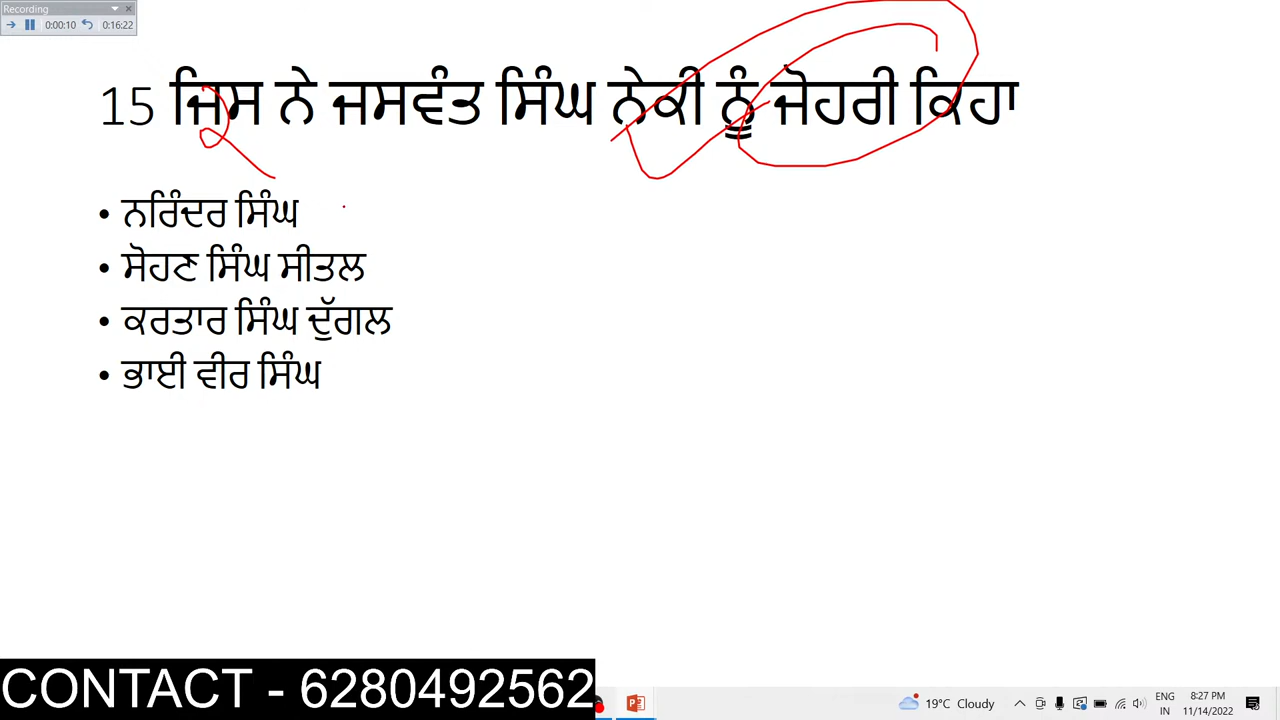 Recording
0:00:10
0:16:22
15 ਜਿਸ ਨੇ ਜਸਵੰਤ ਸਿੰਘ ਨੇਕੀ ਨੂੰ ਜੋਹਰੀ ਕਿਹਾ
• ਨਰਿੰਦਰ ਸਿੰਘ
• ਸੋਹਣ ਸਿੰਘ ਸੀਤਲ
• ਕਰਤਾਰ ਸਿੰਘ ਦੁੱਗਲ
• ਭਾਈ ਵੀਰ ਸਿੰਘ
CONTACT - 6280492562
19°C Cloudy
ENG
IN
8:27 PM
11/14/2022